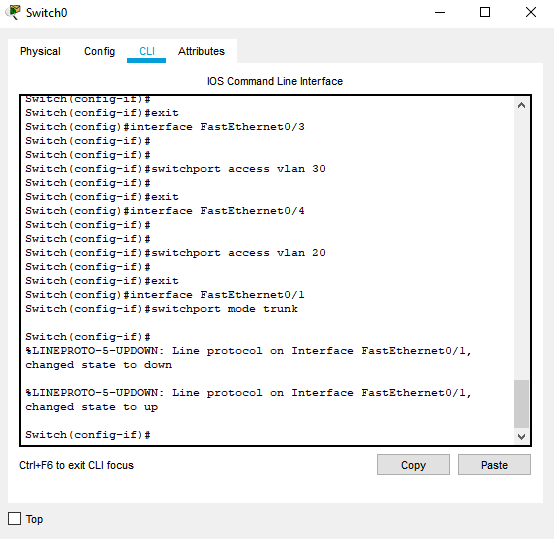 Switch0
Physical Config CLI Attributes
IOS Command Line Interface
Switch(config-if)#
Switch(config-if)#exit
Switch(config)#interface FastEthernet0/3
Switch(config-if)#
Switch(config-if)#
Switch(config-if)#switchport access vlan 30
Switch(config-if)#
Switch(config-if)#exit
Switch(config)#interface FastEthernet0/4
Switch(config-if)#
Switch(config-if)#
Switch(config-if)#switchport access vlan 20
Switch(config-if)#
Switch(config-if)#exit
Switch(config)#interface FastEthernet0/1
Switch(config-if)#switchport mode trunk
Switch(config-if)#
%LINEPROTO-5-UPDOWN: Line protocol on Interface FastEthernet0/1,
changed state to down
%LINEPROTO-5-UPDOWN: Line protocol on Interface FastEthernet0/1,
changed state to up
Switch(config-if)#
Ctrl+F6 to exit CLI focus
Copy Paste
Top